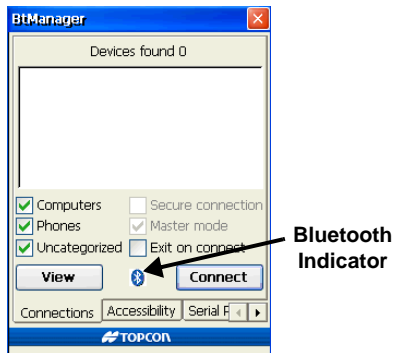 BtManager
Devices found 0
Computers
Secure connection
Phones
Master mode
Uncategorized
Exit on connect
Bluetooth
Indicator
View
Connect
Connections
Accessibility
Serial
TOPCON